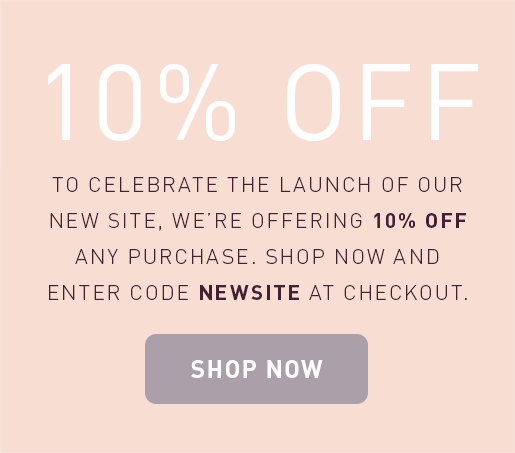 10% OFF
TO CELEBRATE THE LAUNCH OF OUR
NEW SITE, WE'RE OFFERING 10% OFF
ANY PURCHASE. SHOP NOW AND
ENTER CODE NEWSITE AT CHECKOUT.
SHOP NOW